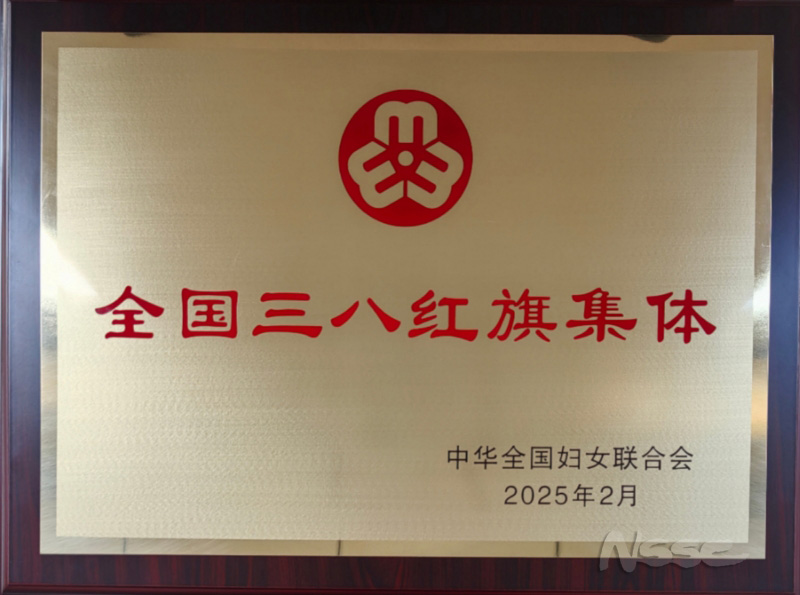 全国三八红旗集体
中华全国妇女联合会
2025年2月
NSSC